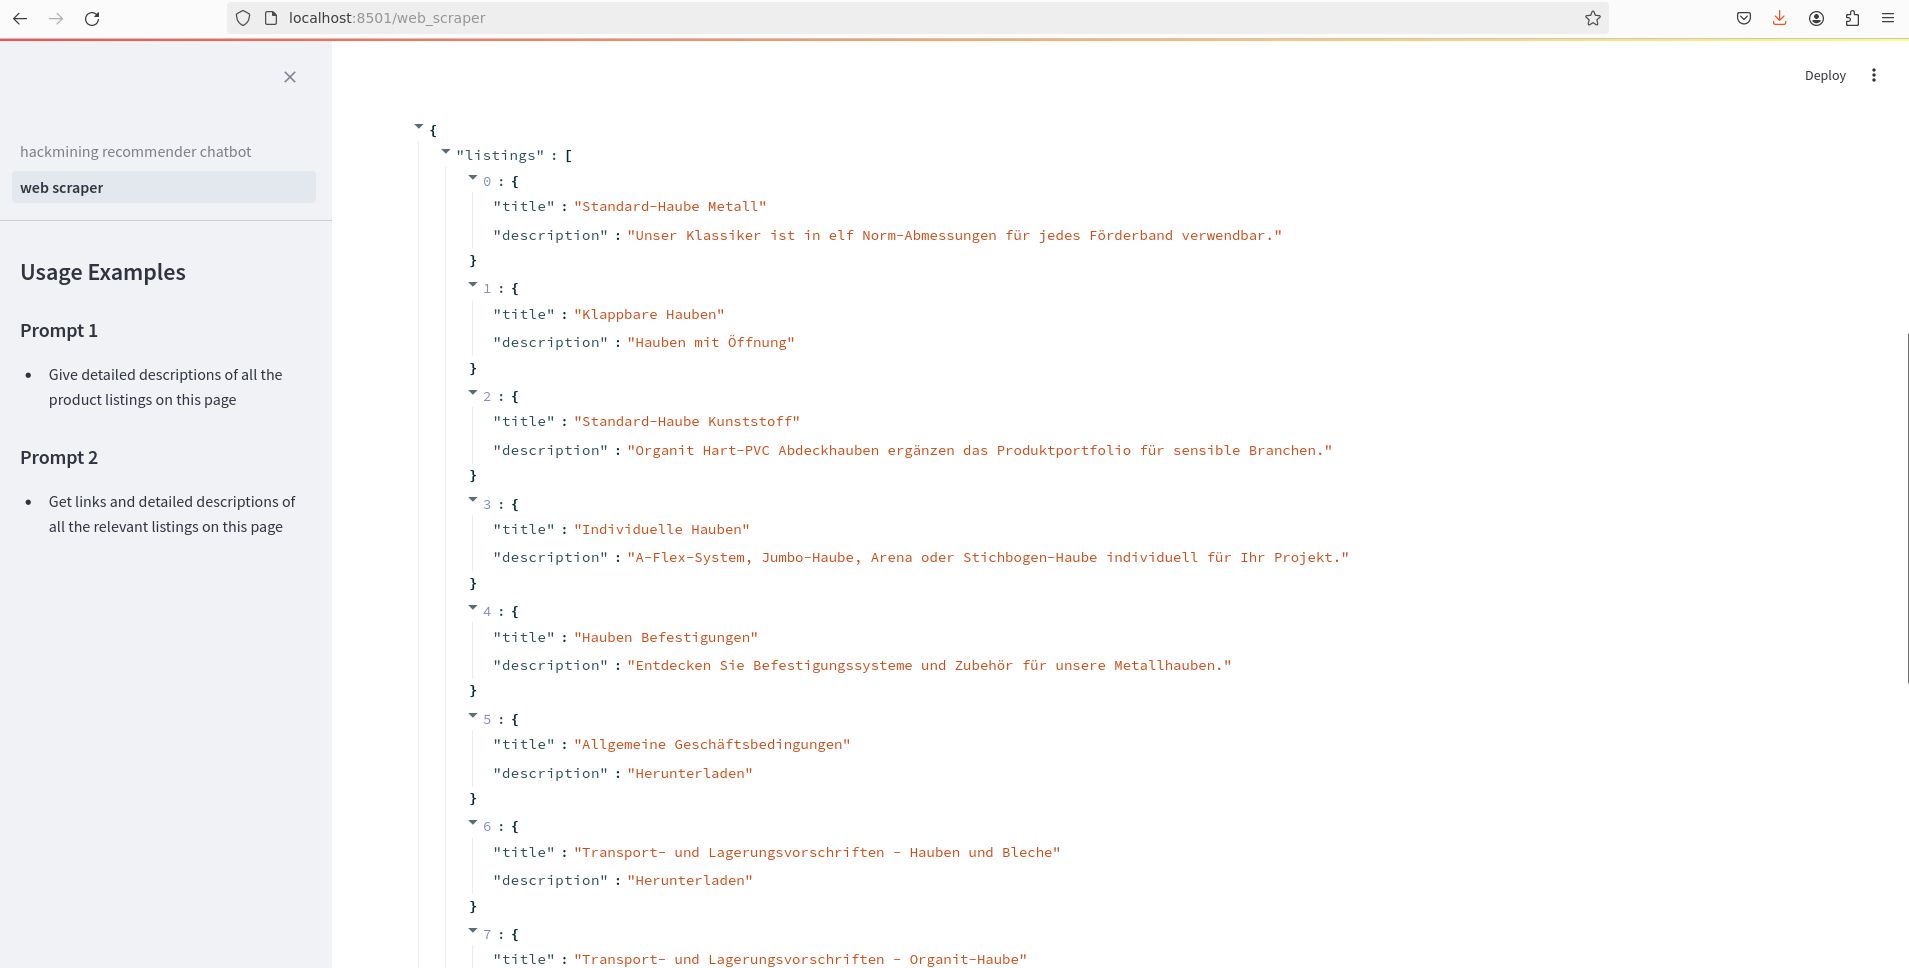 localhost:8501/web_scraper
Deploy
hackmining recommender chatbot
web scraper
Usage Examples
Prompt 1
Give detailed descriptions of all the
product listings on this page
Prompt 2
Get links and detailed descriptions of
all the relevant listings on this page
{
"listings" : [
0 : {
"title" : "Standard-Haube Metall"
"description" : "Unser Klassiker ist in elf Norm-Abmessungen für jedes Förderband verwendbar."
}
1 : {
"title" : "Klappbare Hauben"
"description" : "Hauben mit Öffnung"
}
2 : {
"title" : "Standard-Haube Kunststoff"
"description" : "Organit Hart-PVC Abdeckhauben ergänzen das Produktportfolio für sensible Branchen."
}
3 : {
"title" : "Individuelle Hauben"
"description" : "A-Flex-System, Jumbo-Haube, Arena oder Stichbogen-Haube individuell für Ihr Projekt."
}
4 : {
"title" : "Hauben Befestigungen"
"description" : "Entdecken Sie Befestigungssysteme und Zubehör für unsere Metallhauben."
}
5 : {
"title" : "Allgemeine Geschäftsbedingungen"
"description" : "Herunterladen"
}
6 : {
"title" : "Transport- und Lagerungsvorschriften - Hauben und Bleche"
"description" : "Herunterladen"
}
7 : {
"title" : "Transport- und Lagerungsvorschriften - Organit-Haube"